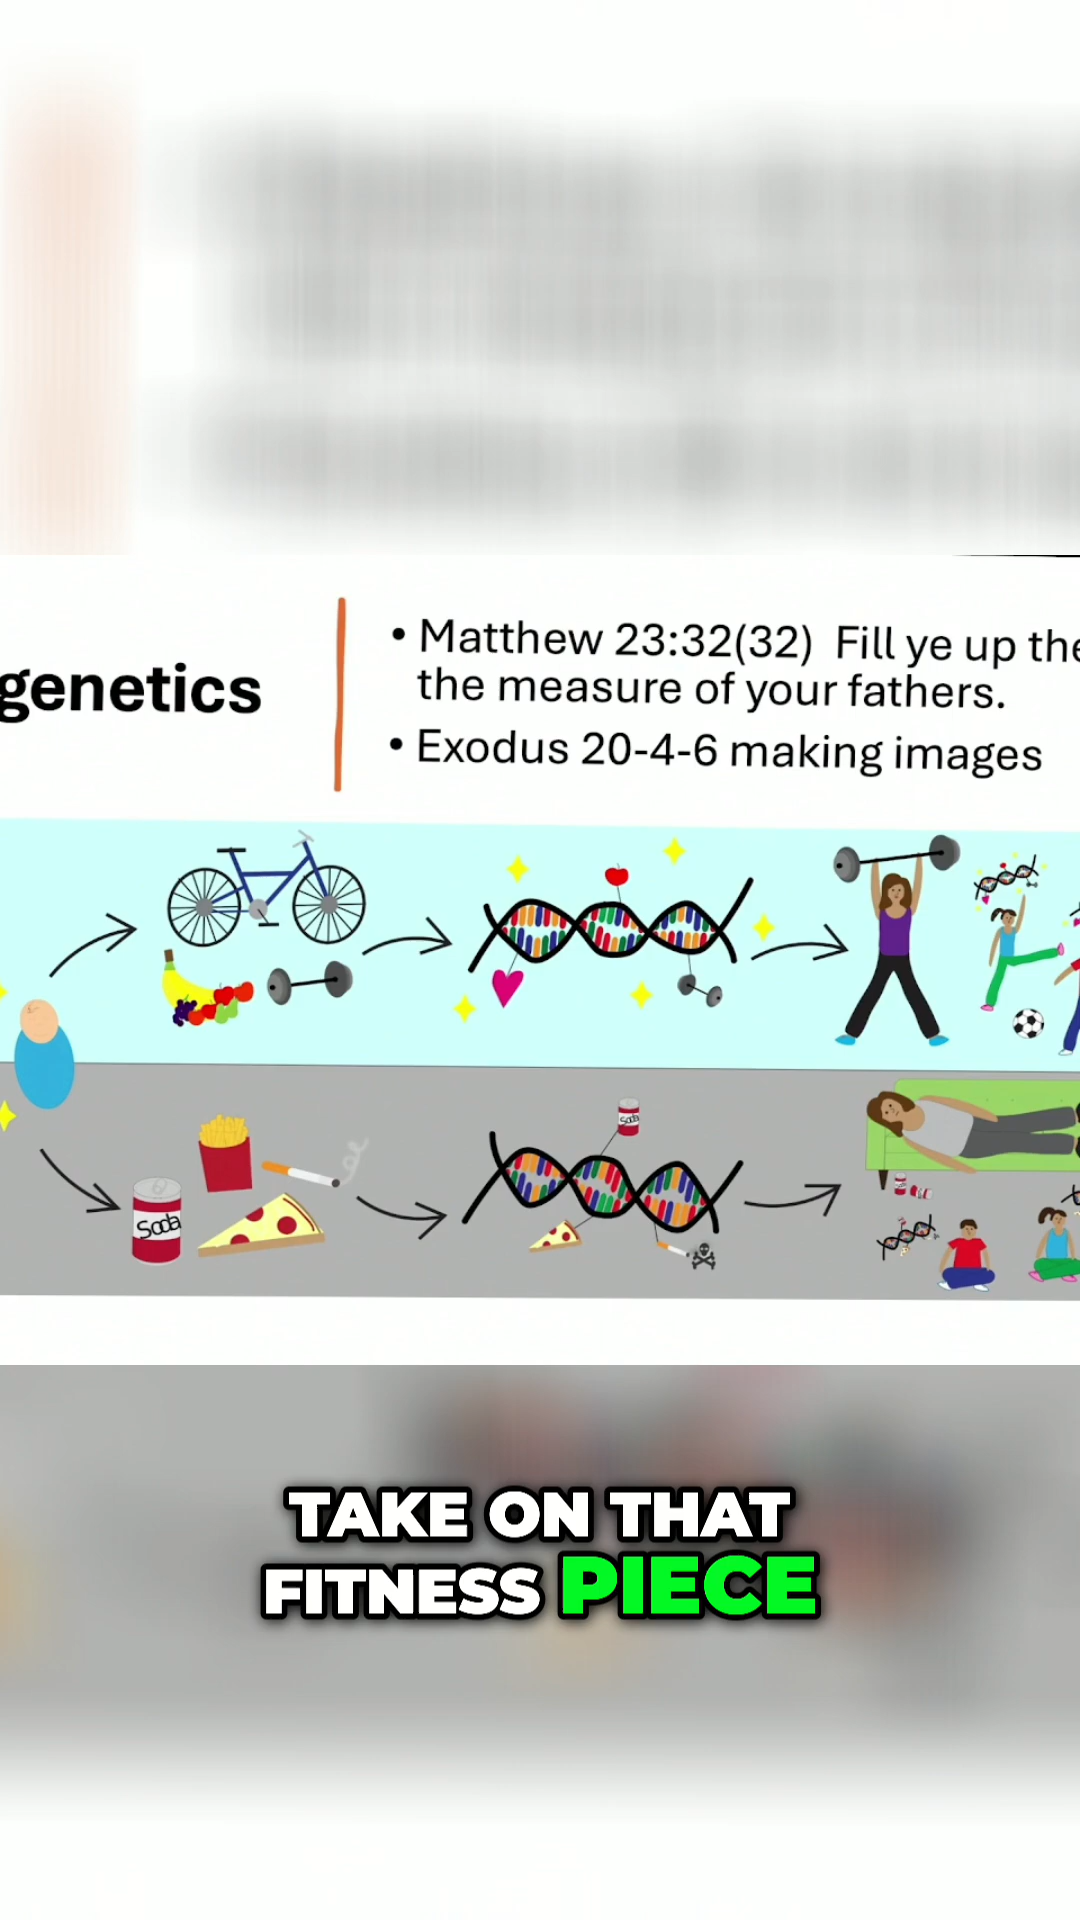 genetics
• Matthew 23:32(32) Fill ye up the
the measure of your fathers.
• Exodus 20-4-6 making images
Soda
Soda
TAKE ON THAT
FITNESS PIECE